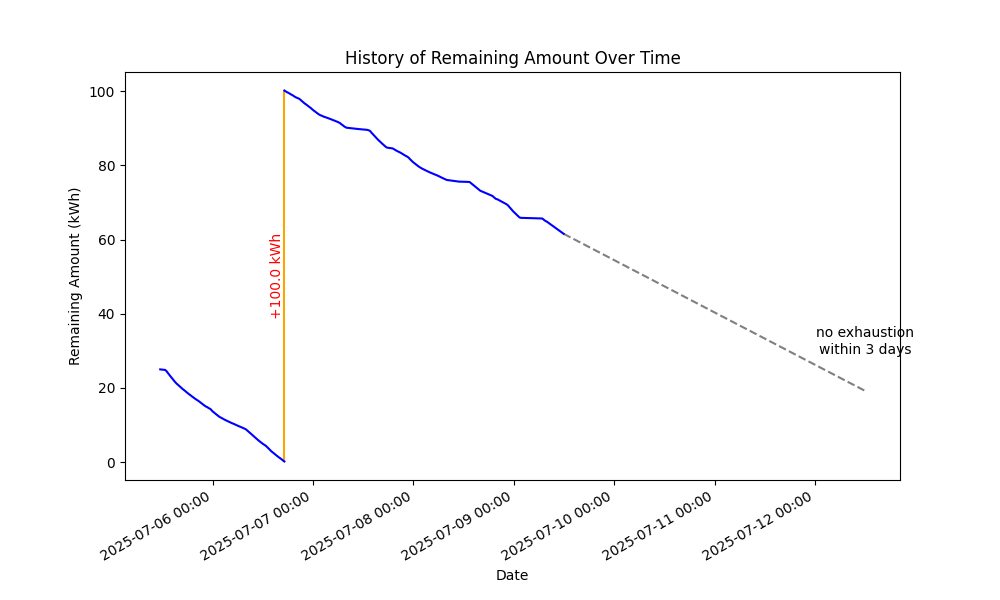 History of Remaining Amount Over Time
Remaining Amount (kWh)
100
80
60
40
20
0
+100.0 kWh
no exhaustion
within 3 days
2025-07-06 00:00
2025-07-07 00:00
2025-07-08 00:00
2025-07-09 00:00
2025-07-10 00:00
2025-07-11 00:00
2025-07-12 00:00
Date